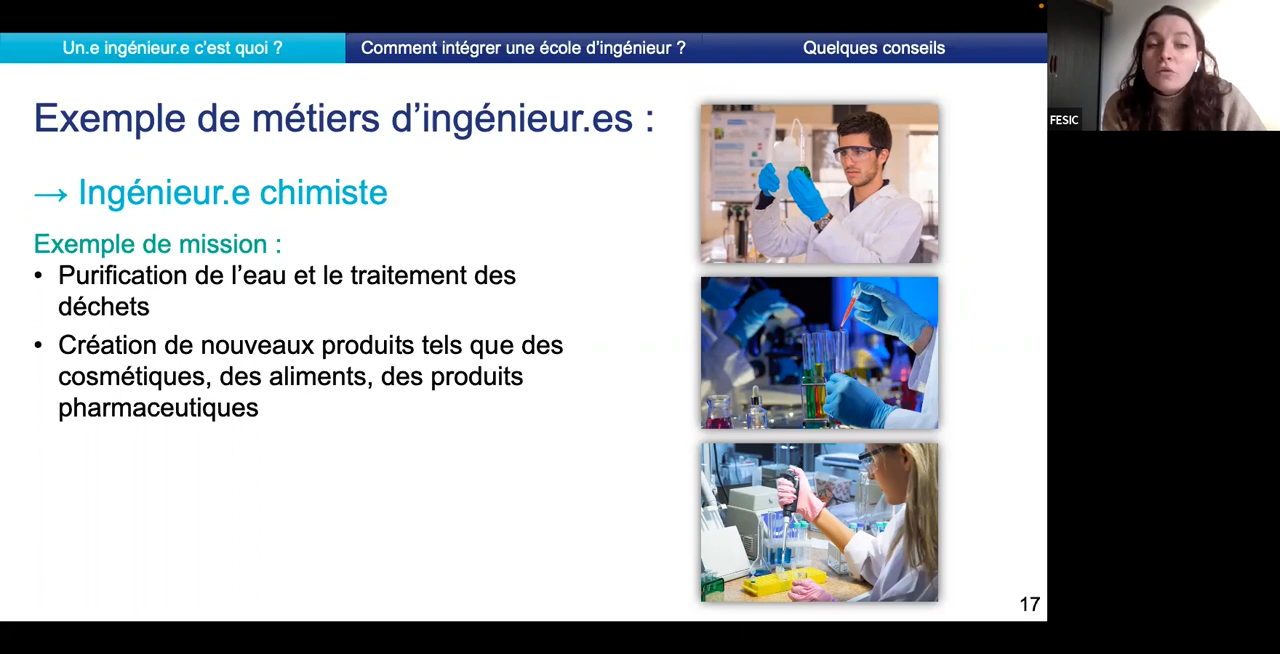 Un.e ingénieur.e c’est quoi ?
Comment intégrer une école d’ingénieur ?
Quelques conseils
Exemple de métiers d’ingénieur.es :
→ Ingénieur.e chimiste
Exemple de mission :
• Purification de l’eau et le traitement des
déchets
• Création de nouveaux produits tels que des
cosmétiques, des aliments, des produits
pharmaceutiques
17
FESIC